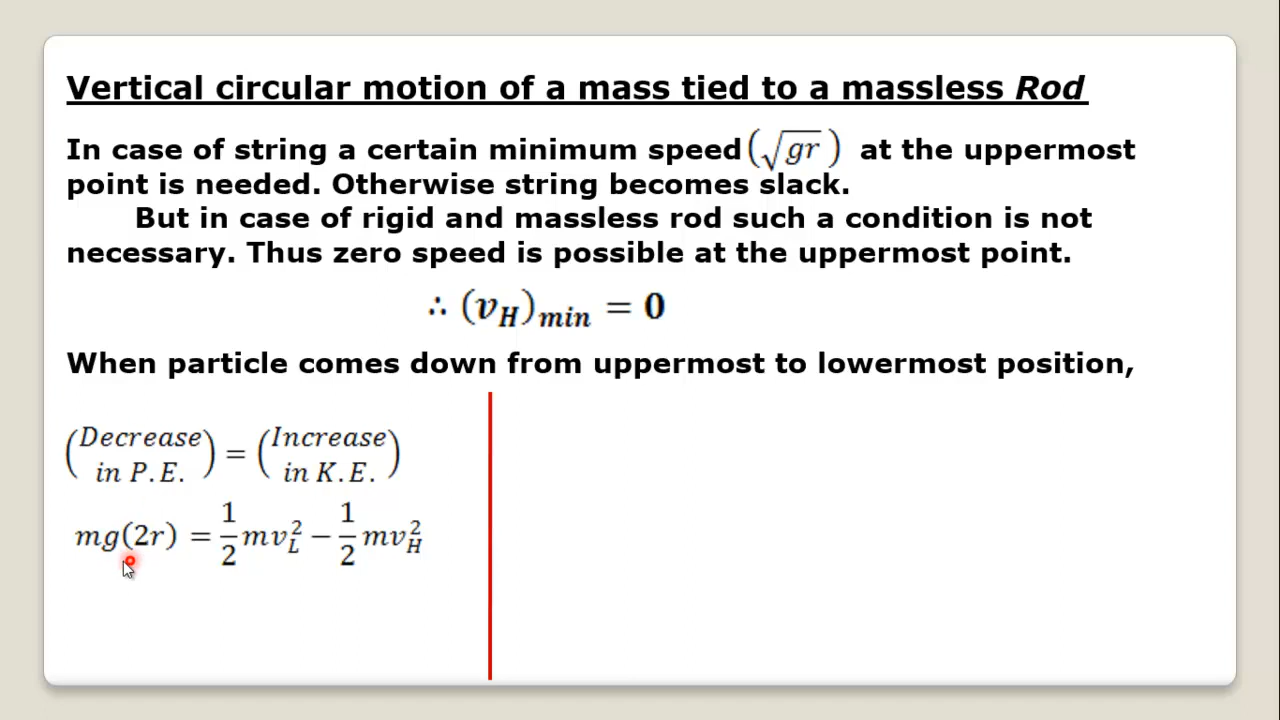 Vertical circular motion of a mass tied to a massless Rod
In case of string a certain minimum speed (√gr) at the uppermost
point is needed. Otherwise string becomes slack.
But in case of rigid and massless rod such a condition is not
necessary. Thus zero speed is possible at the uppermost point.
∴ (v_H)_min = 0
When particle comes down from uppermost to lowermost position,
(Decrease in P.E.) = (Increase in K.E.)
mg(2r) = 1/2 mv_L^2 − 1/2 mv_H^2